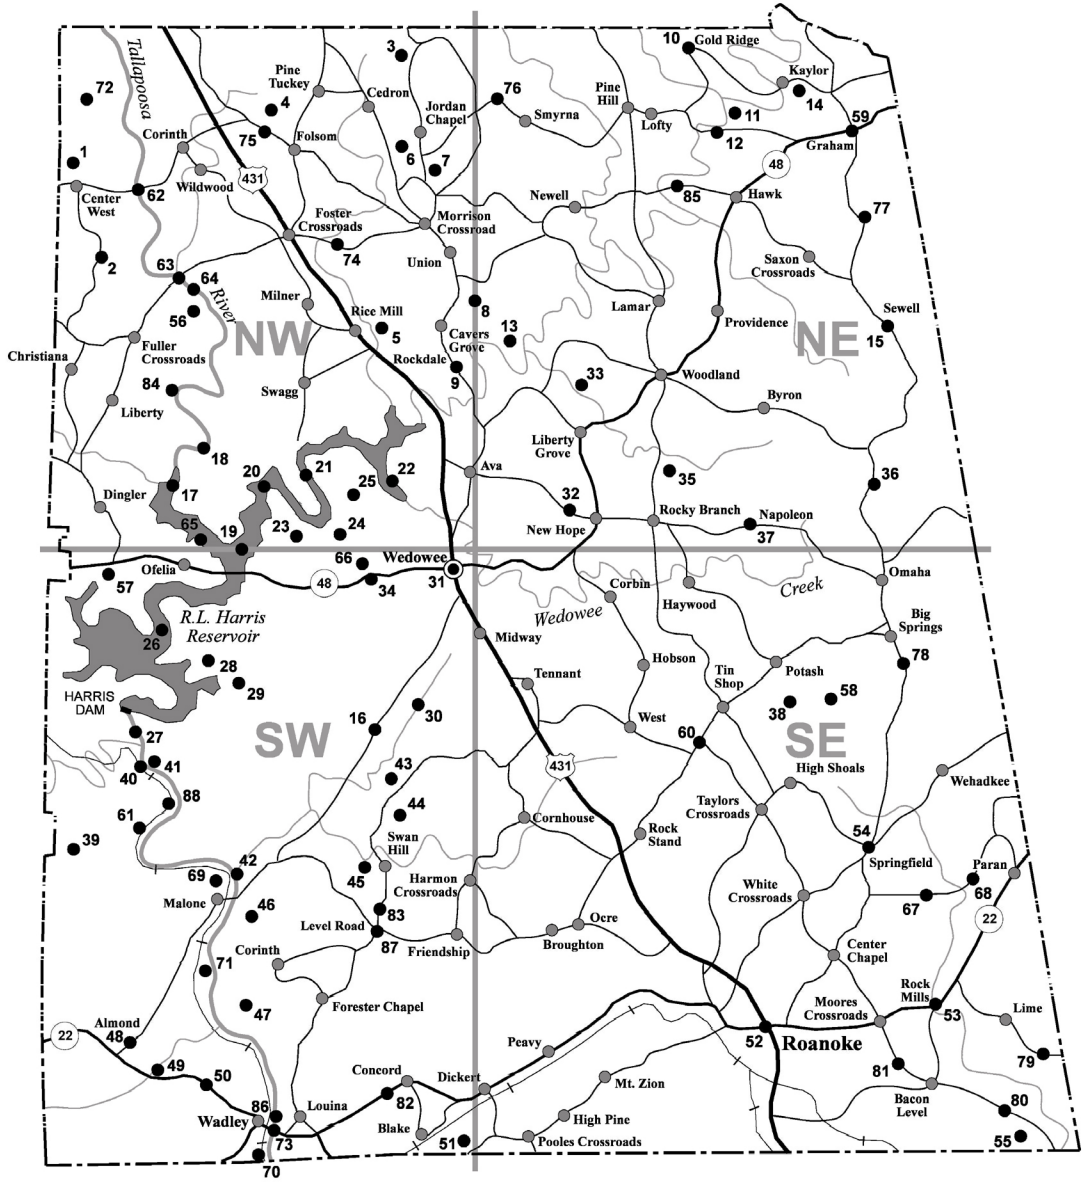 10
Gold Ridge
3
Tallapoosa
Pine
Tuckey
Kaylor
72
4
Cedron
76
Pine
Hill
14
Jordan
Chapel
11
59
Smyrna
Lofty
Corinth
75
Folsom
12
Graham
1
6
7
48
431
Wildwood
Center
West
62
Newell
85
Hawk
Foster
Crossroads
Morrison
Crossroad
77
2
74
Union
Saxon
Crossroads
63
64
River
Milner
56
Rice Mill
8
Lamar
Providence
Sewell
NW
5
Cavers
Grove
13
NE
15
Fuller
Crossroads
Rockdale
Christiana
9
33
Woodland
84
Swagg
Byron
Liberty
Liberty
Grove
18
20
21
22
Ava
35
36
17
25
32
Dingler
Rocky Branch
Napoleon
65
19
23
24
New Hope
37
66
Wedowee
Ofelia
57
48
34
31
Omaha
Corbin
Creek
Haywood
Wedowee
R.L. Harris
Reservoir
Big
Springs
26
Midway
28
Hobson
Tin
Shop
Potash
78
HARRIS
DAM
29
Tennant
58
38
27
16
30
West
SW
60
SE
40
41
43
431
High Shoals
Wehadkee
88
44
Taylors
Crossroads
61
Cornhouse
Swan
Hill
Rock
Stand
39
54
42
Springfield
Paran
69
45
Harmon
Crossroads
White
Crossroads
68
Malone
46
83
67
22
Level Road
Ocre
87
Friendship
Broughton
Corinth
Center
Chapel
71
Rock
Mills
Forester Chapel
47
Moores
Crossroads
Lime
53
22
Almond
48
Peavy
52
Roanoke
79
49
50
Concord
Dickert
81
Mt. Zion
Bacon
Level
80
86
Louina
82
Wadley
High Pine
73
Blake
51
Pooles Crossroads
55
70